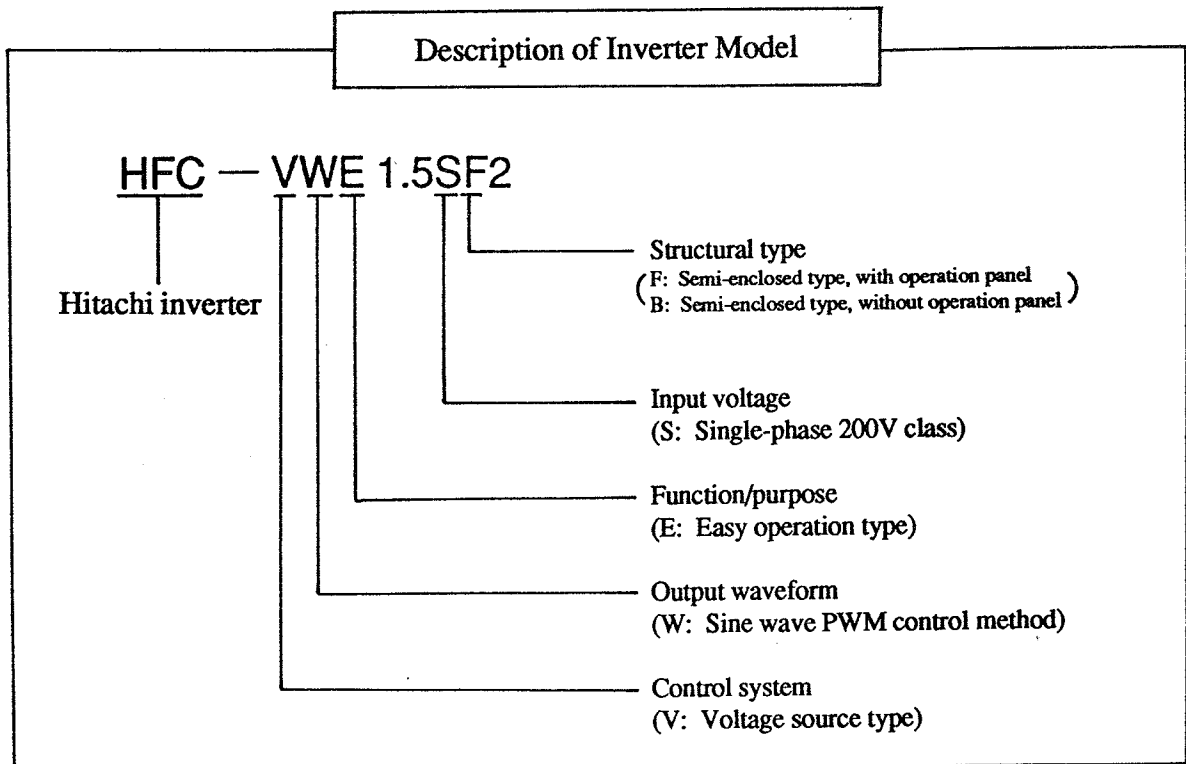 Description of Inverter Model
HFC — VWE 1.5SF2
Hitachi inverter
Structural type
(F: Semi-enclosed type, with operation panel
B: Semi-enclosed type, without operation panel)
Input voltage
(S: Single-phase 200V class)
Function/purpose
(E: Easy operation type)
Output waveform
(W: Sine wave PWM control method)
Control system
(V: Voltage source type)